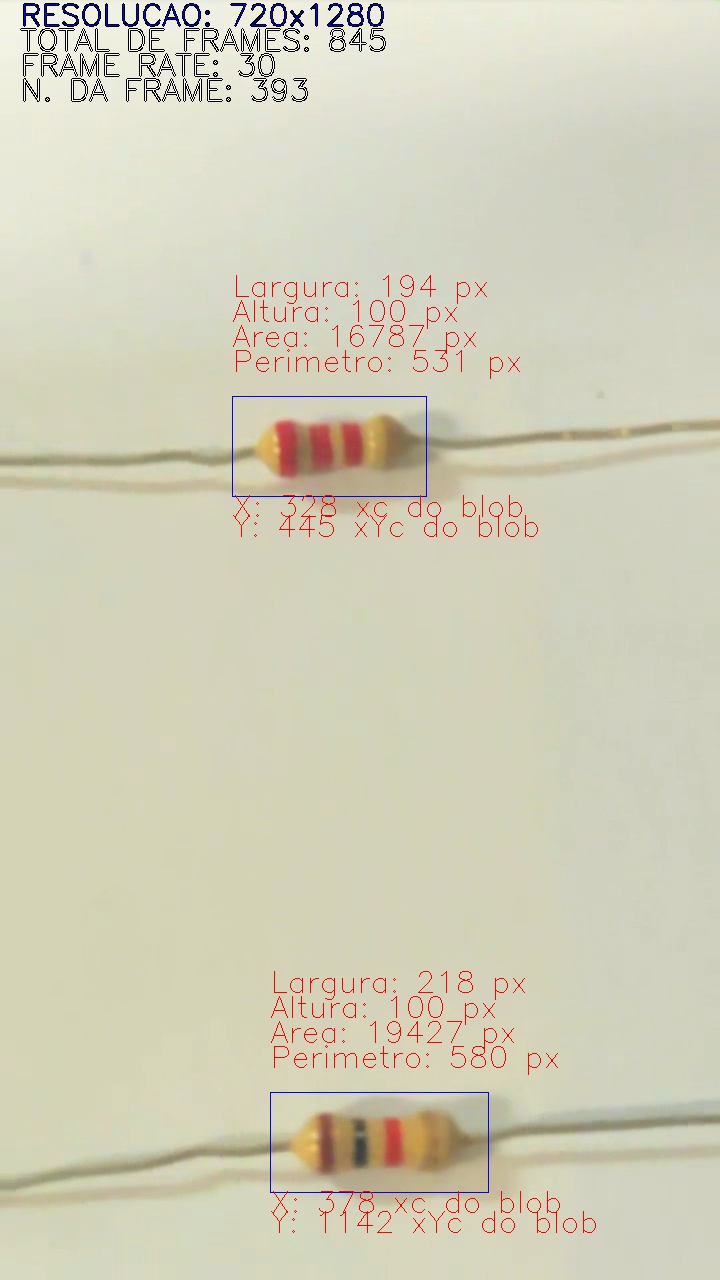 RESOLUCAO: 720x1280
TOTAL DE FRAMES: 845
FRAME RATE: 30
N. DA FRAME: 393
Largura: 194 px
Altura: 100 px
Area: 16787 px
Perimetro: 531 px
X: 328 xc do blob
Y: 445 xYc do blob
Largura: 218 px
Altura: 100 px
Area: 19427 px
Perimetro: 580 px
X: 378 xc do blob
Y: 1142 xYc do blob